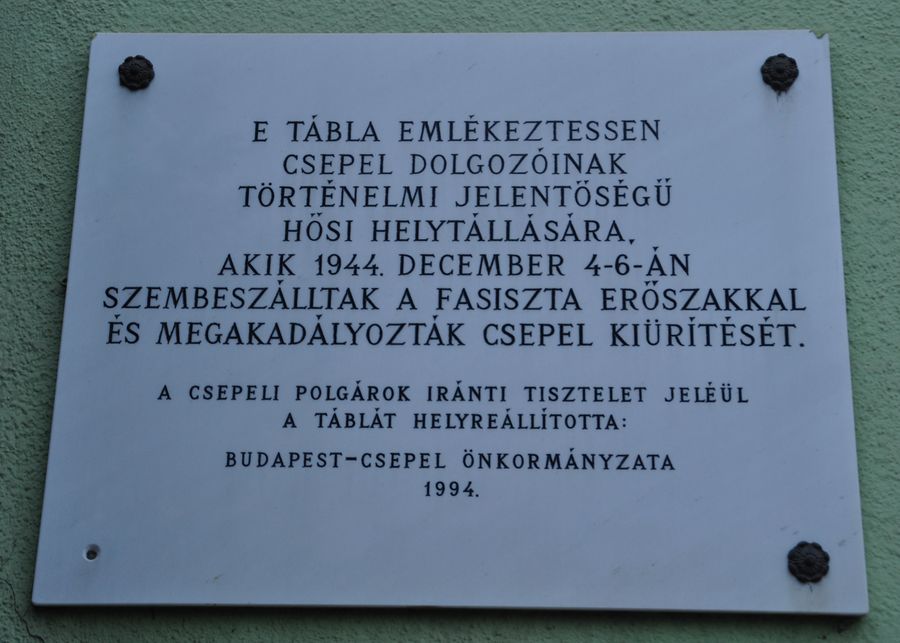 E TÁBLA EMLÉKEZTESSEN
CSEPEL DOLGOZÓINAK
TÖRTÉNELMI JELENTŐSÉGŰ
HŐSI HELYTÁLLÁSÁRA,
AKIK 1944. DECEMBER 4-6-ÁN
SZEMBESZÁLLTAK A FASISZTA ERŐSZAKKAL
ÉS MEGAKADÁLYOZTÁK CSEPEL KIÜRÍTÉSÉT.
A CSEPELI POLGÁROK IRÁNTI TISZTELET JELÉÜL
A TÁBLÁT HELYREÁLLÍTOTTA:
BUDAPEST-CSEPEL ÖNKORMÁNYZATA
1994.